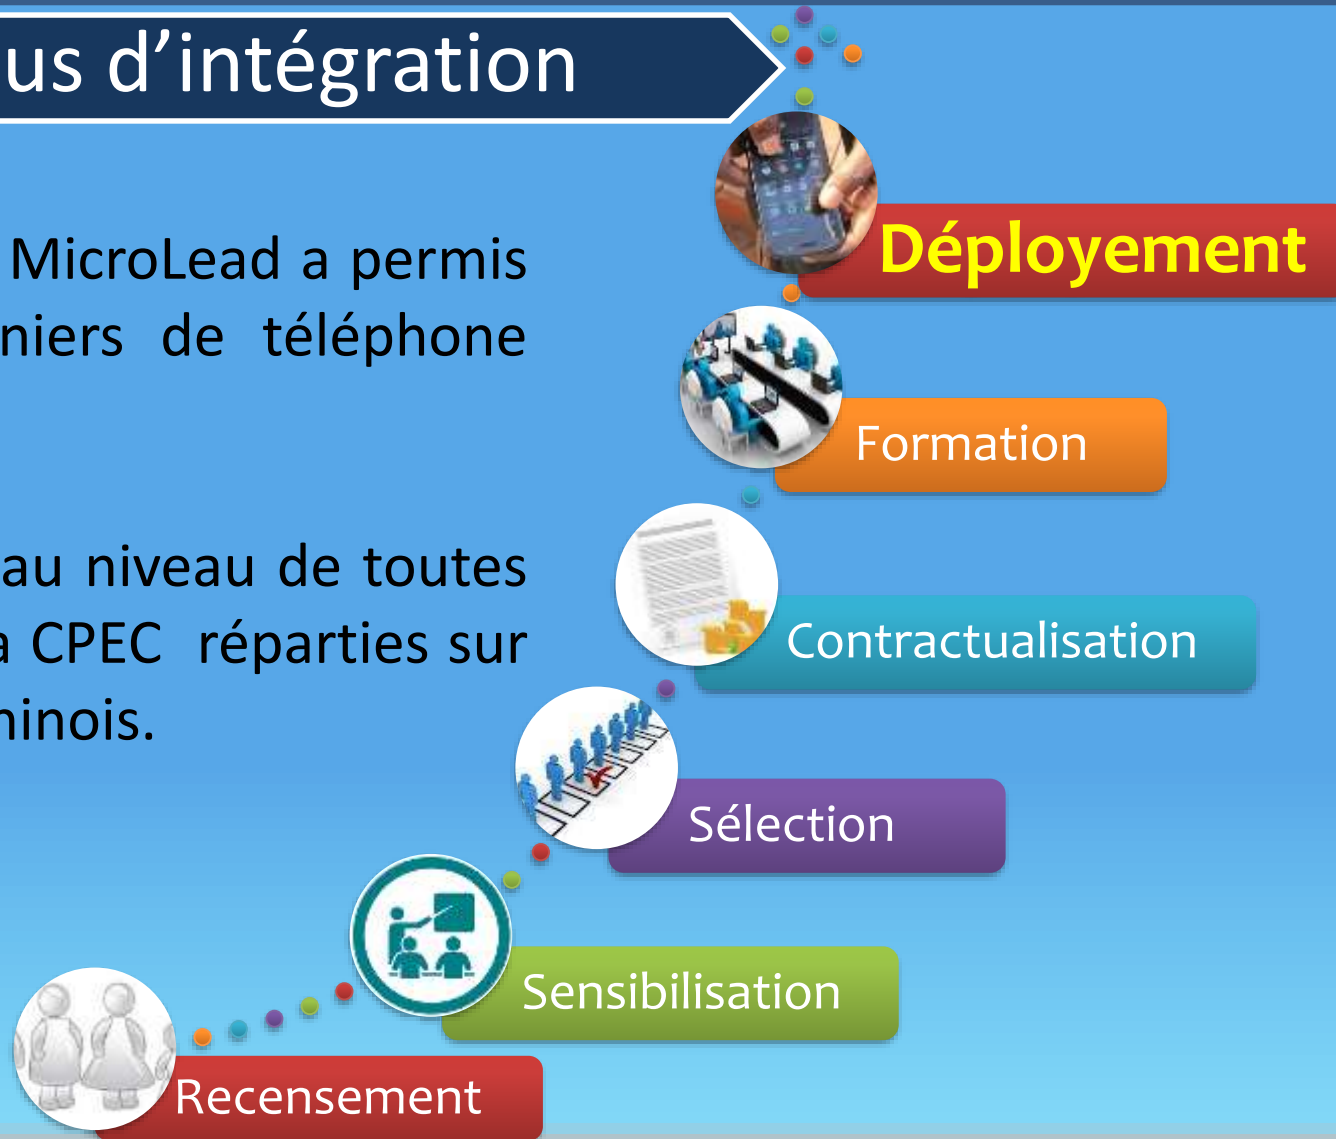 us d’intégration
MicroLead a permis
niers de téléphone
au niveau de toutes
a CPEC réparties sur
ninois.
Déployement
Formation
Contractualisation
Sélection
Sensibilisation
Recensement